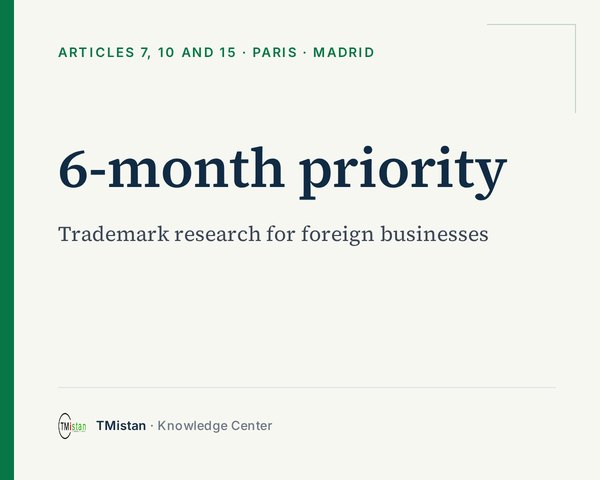 ARTICLES 7, 10 AND 15 · PARIS · MADRID
6-month priority
Trademark research for foreign businesses
TMistan
TMistan · Knowledge Center